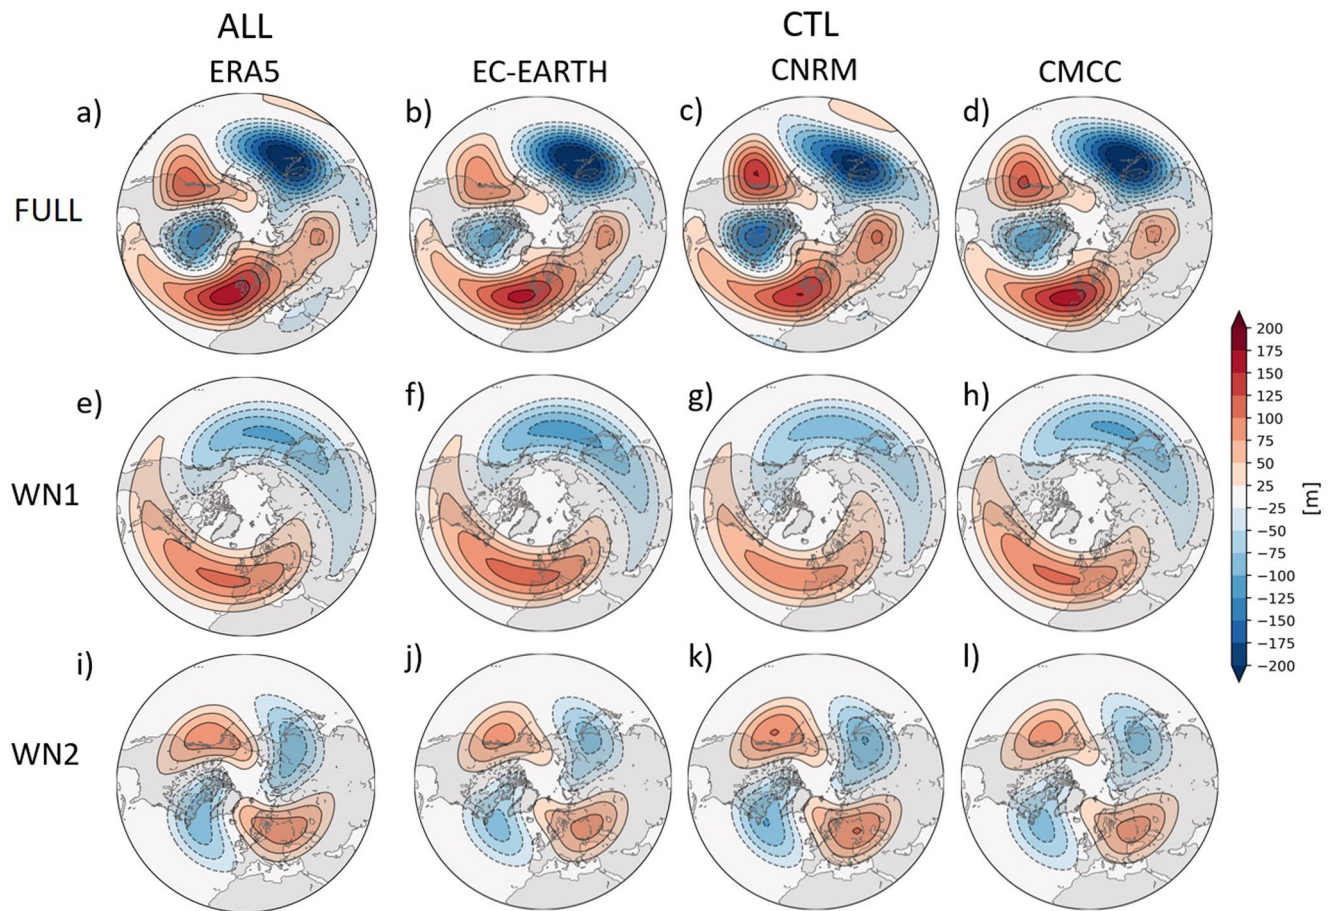 ALL CTL
ERA5 EC-EARTH CNRM CMCC
a) b) c) d)
FULL
200
175
150
125
100
75
50
25
−25
−50
−75
−100
−125
−150
−175
−200
[m]
e) f) g) h)
WN1
i) j) k) l)
WN2